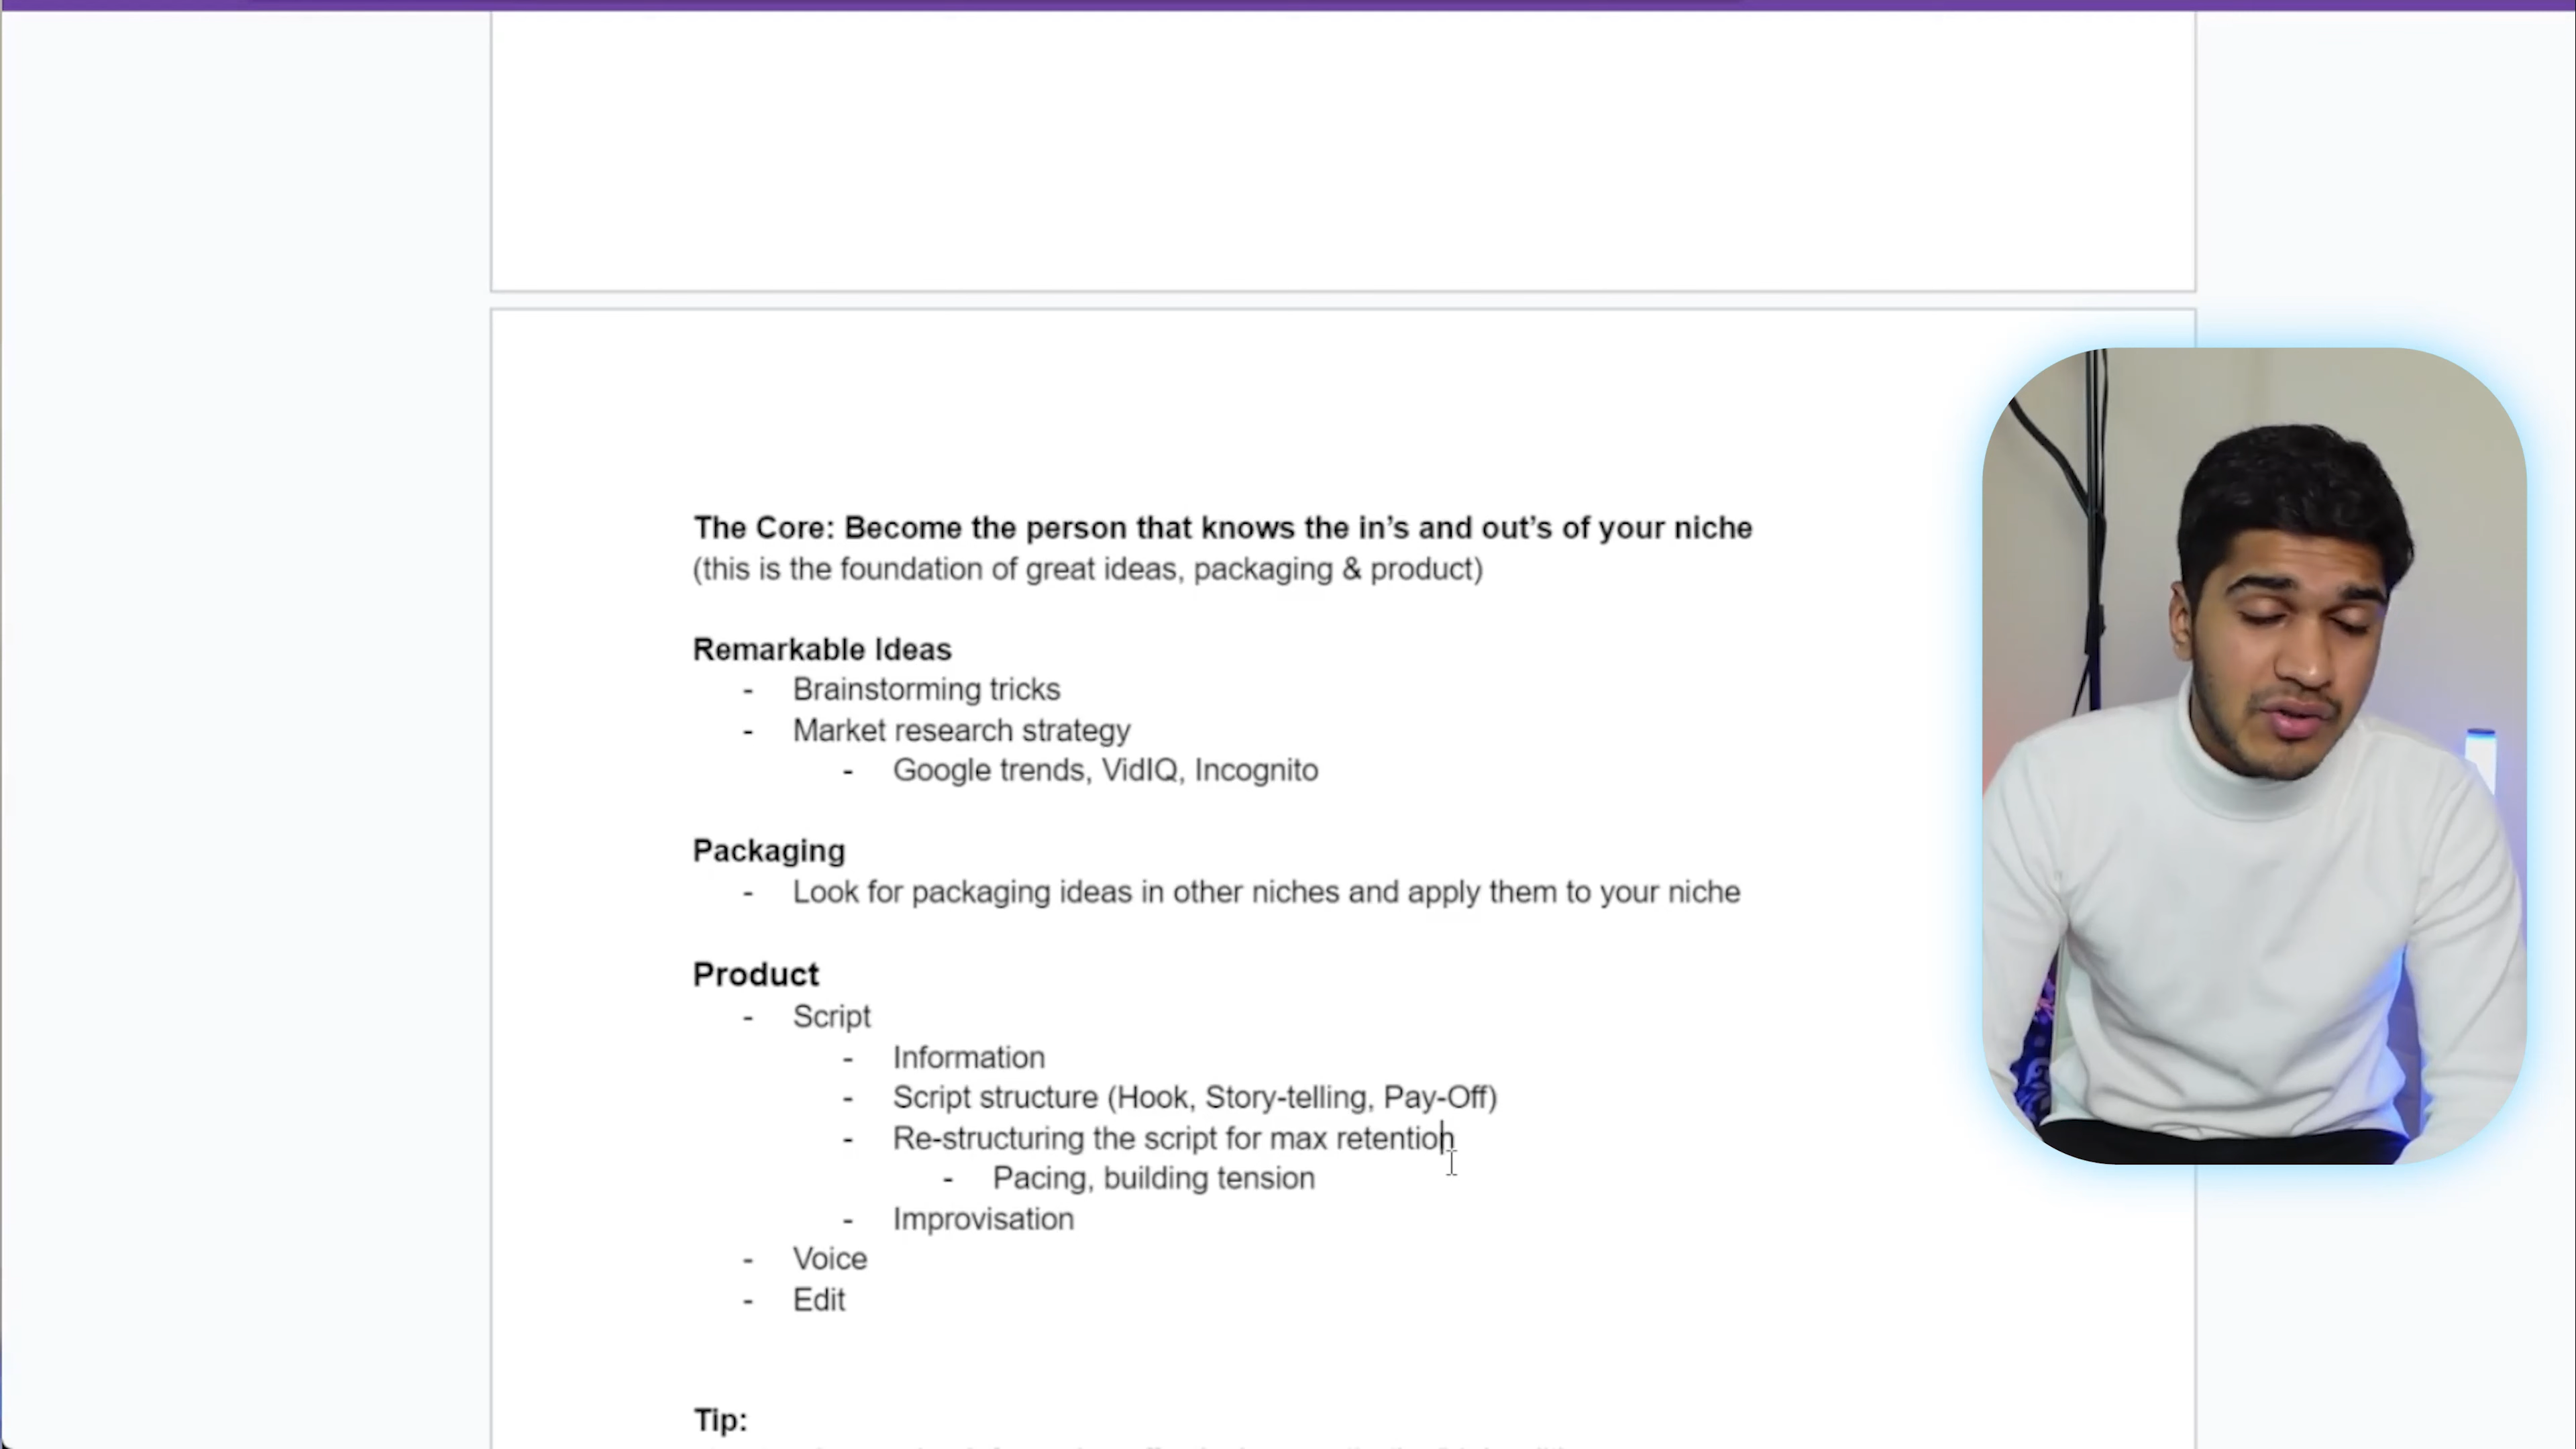 The Core: Become the person that knows the in’s and out’s of your niche
(this is the foundation of great ideas, packaging & product)
Remarkable Ideas
- Brainstorming tricks
- Market research strategy
- Google trends, VidIQ, Incognito
Packaging
- Look for packaging ideas in other niches and apply them to your niche
Product
- Script
- Information
- Script structure (Hook, Story-telling, Pay-Off)
- Re-structuring the script for max retention
- Pacing, building tension
- Improvisation
- Voice
- Edit
Tip: